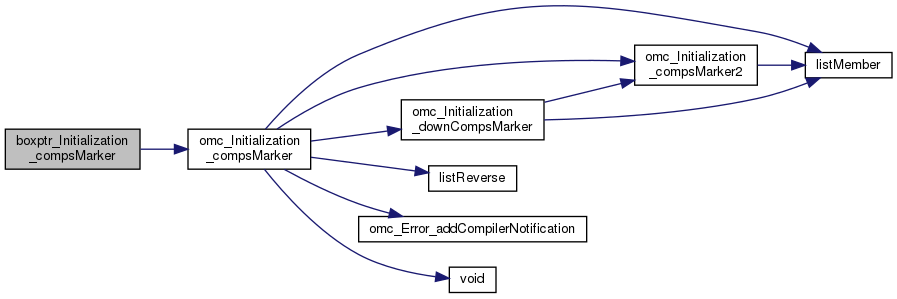 boxptr_Initialization
_compsMarker
omc_Initialization
_compsMarker
omc_Initialization
_downCompsMarker
omc_Initialization
_compsMarker2
listMember
listReverse
omc_Error_addCompilerNotification
void